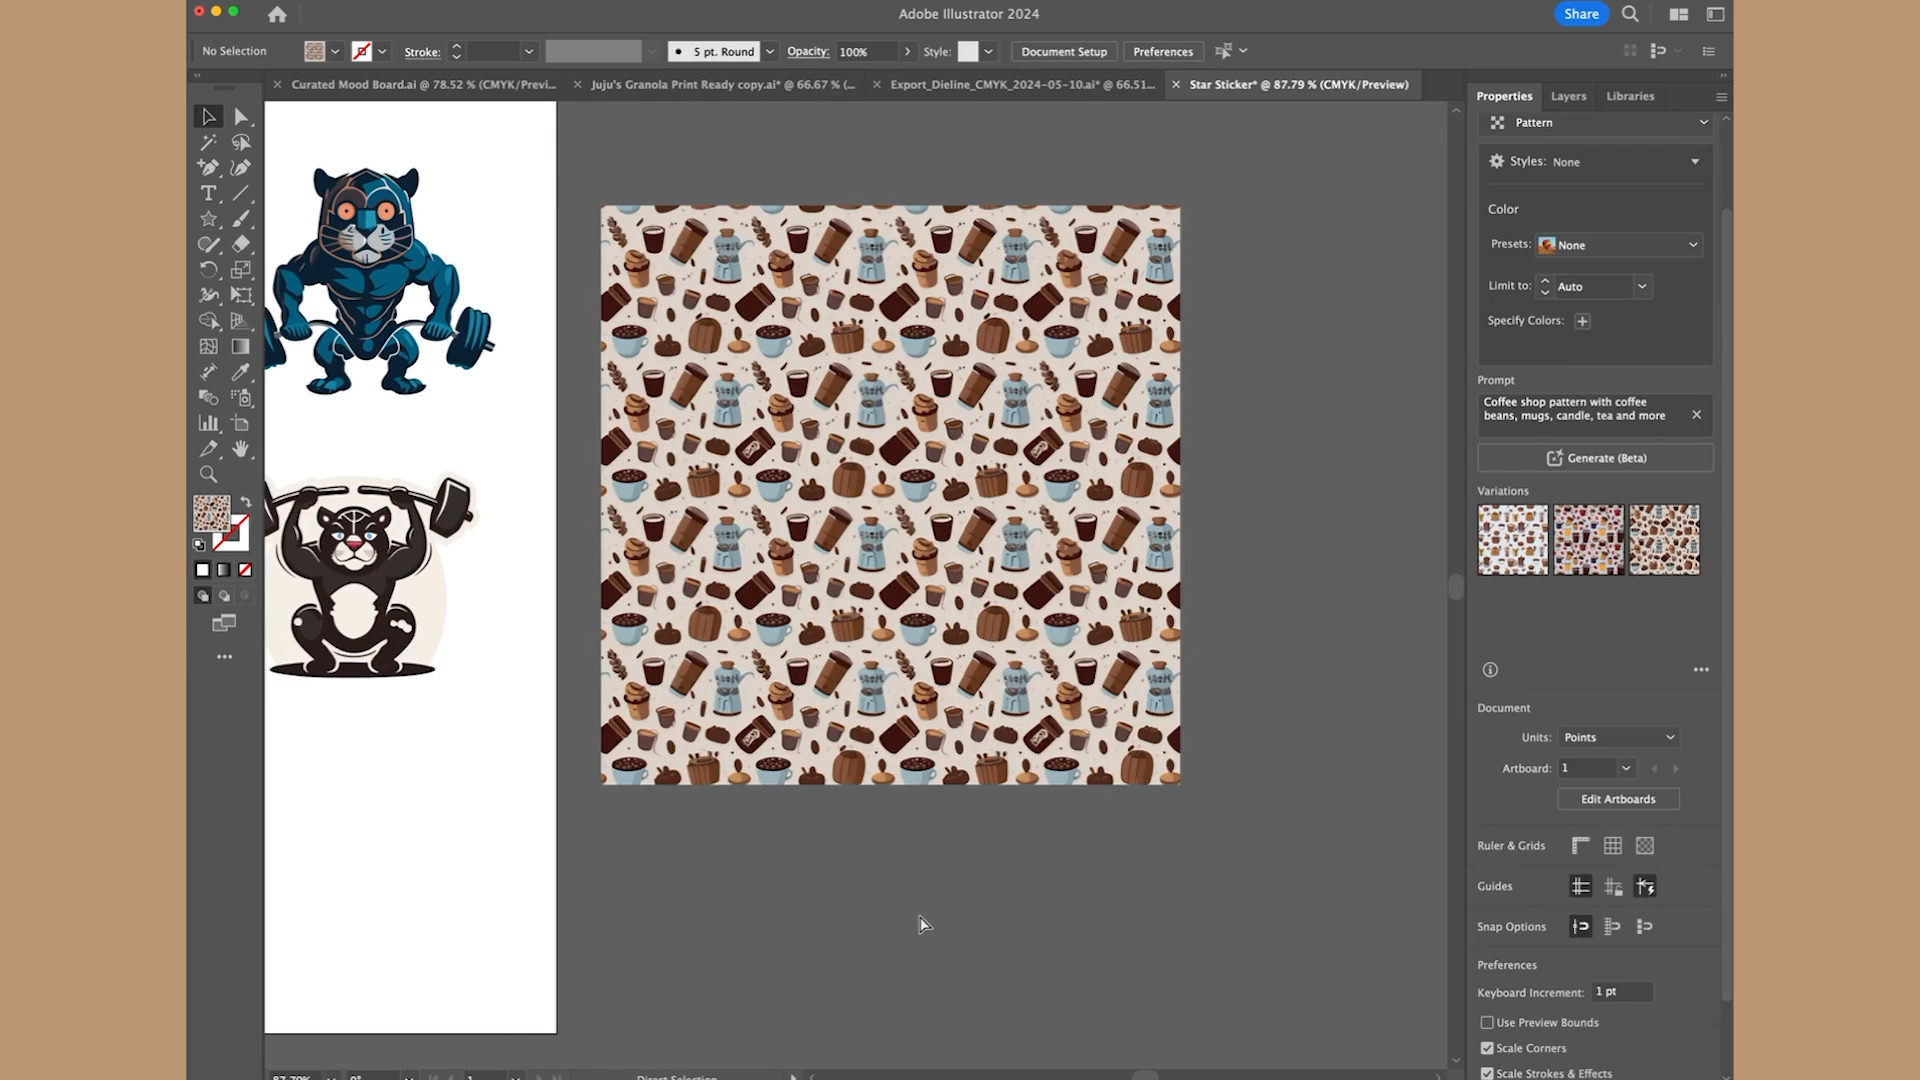 Adobe Illustrator 2024
Share
No Selection
Stroke:
5 pt. Round
Opacity: 100%
Style:
Document Setup
Preferences
Curated Mood Board.ai @ 78.52 % (CMYK/Previ...
Juju's Granola Print Ready copy.ai* @ 66.67 % (...
Export_Dieline_CMYK_2024-05-10.ai* @ 66.51...
Star Sticker* @ 87.79 % (CMYK/Preview)
Properties
Layers
Libraries
Pattern
Styles: None
Color
Presets: None
Limit to: Auto
Specify Colors:
Prompt
Coffee shop pattern with coffee
beans, mugs, candle, tea and more
Generate (Beta)
Variations
Document
Units: Points
Artboard: 1
Edit Artboards
Ruler & Grids
Guides
Snap Options
Preferences
Keyboard Increment: 1 pt
Use Preview Bounds
Scale Corners
Scale Strokes & Effects
87.79%
0°
1
Direct Selection